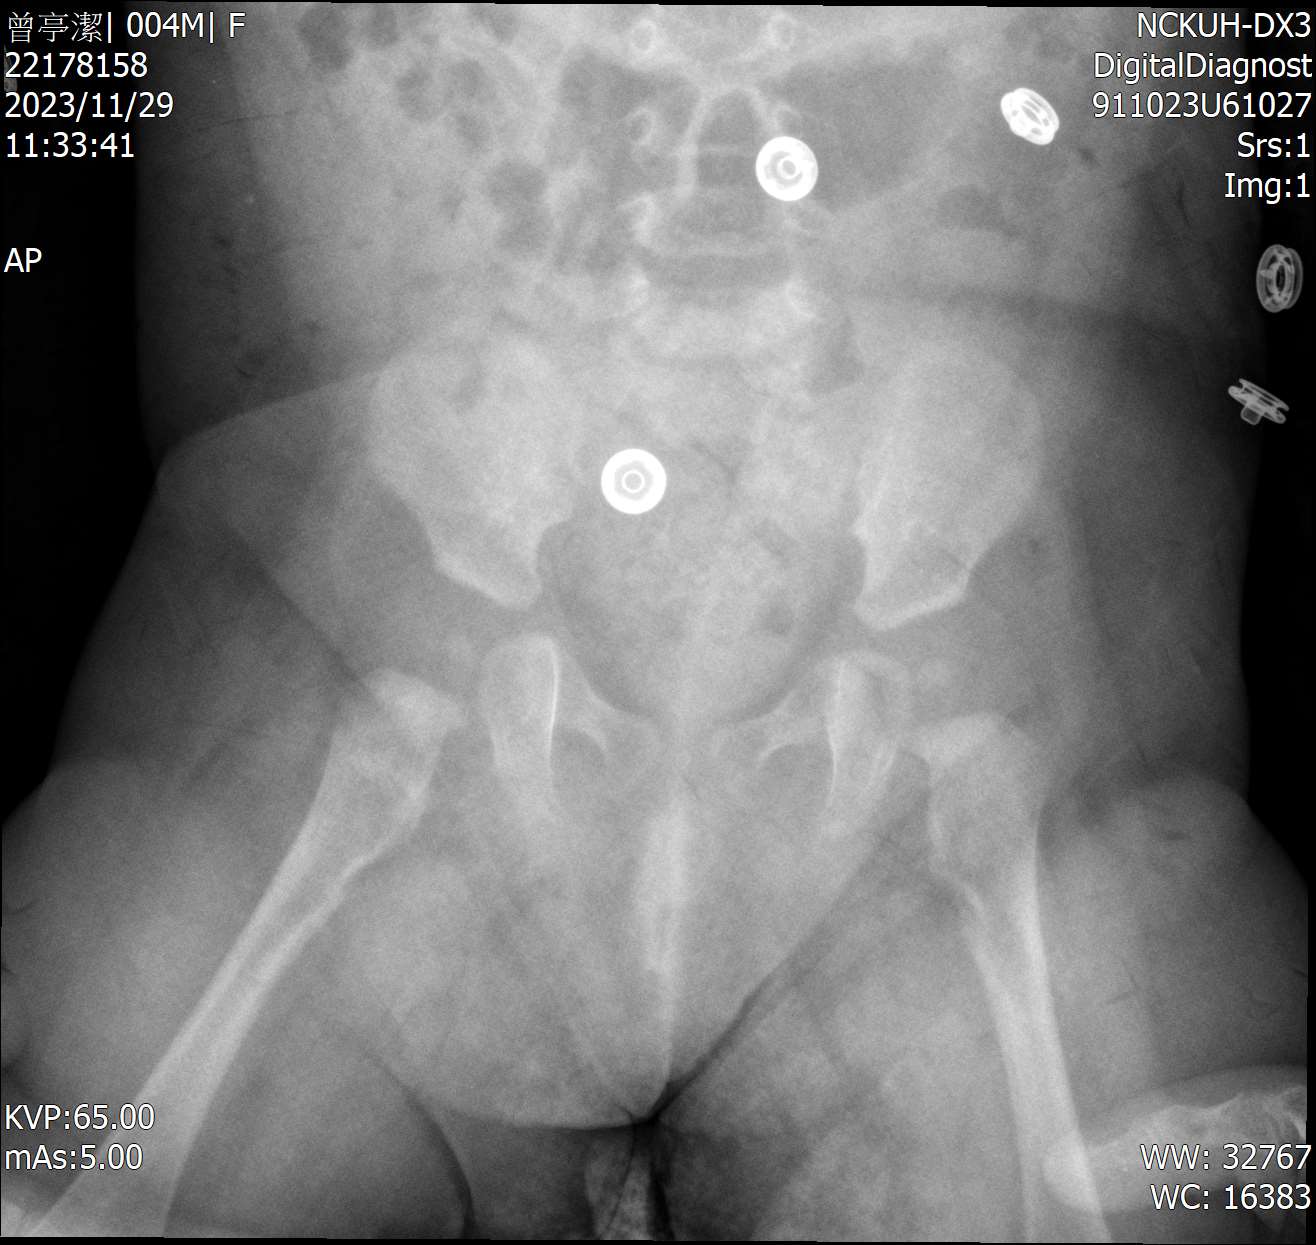 曾亭潔| 004M| F
22178158
2023/11/29
11:33:41
AP
NCKUH-DX3
DigitalDiagnost
911023U61027
Srs:1
Img:1
KVP:65.00
mAs:5.00
WW: 32767
WC: 16383